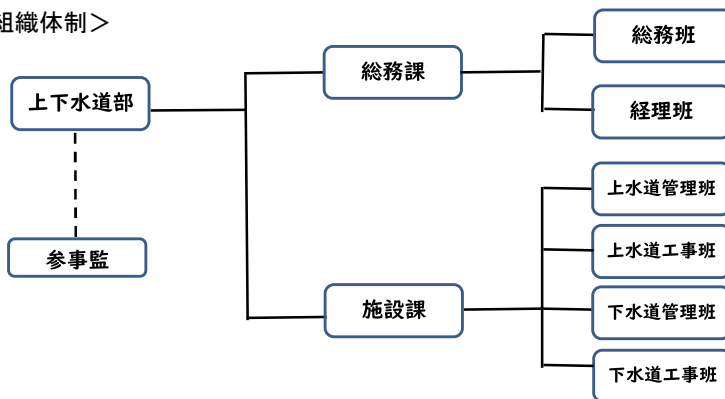 組織体制＞
上下水道部
参事監
総務課
施設課
総務班
経理班
上水道管理班
上水道工事班
下水道管理班
下水道工事班